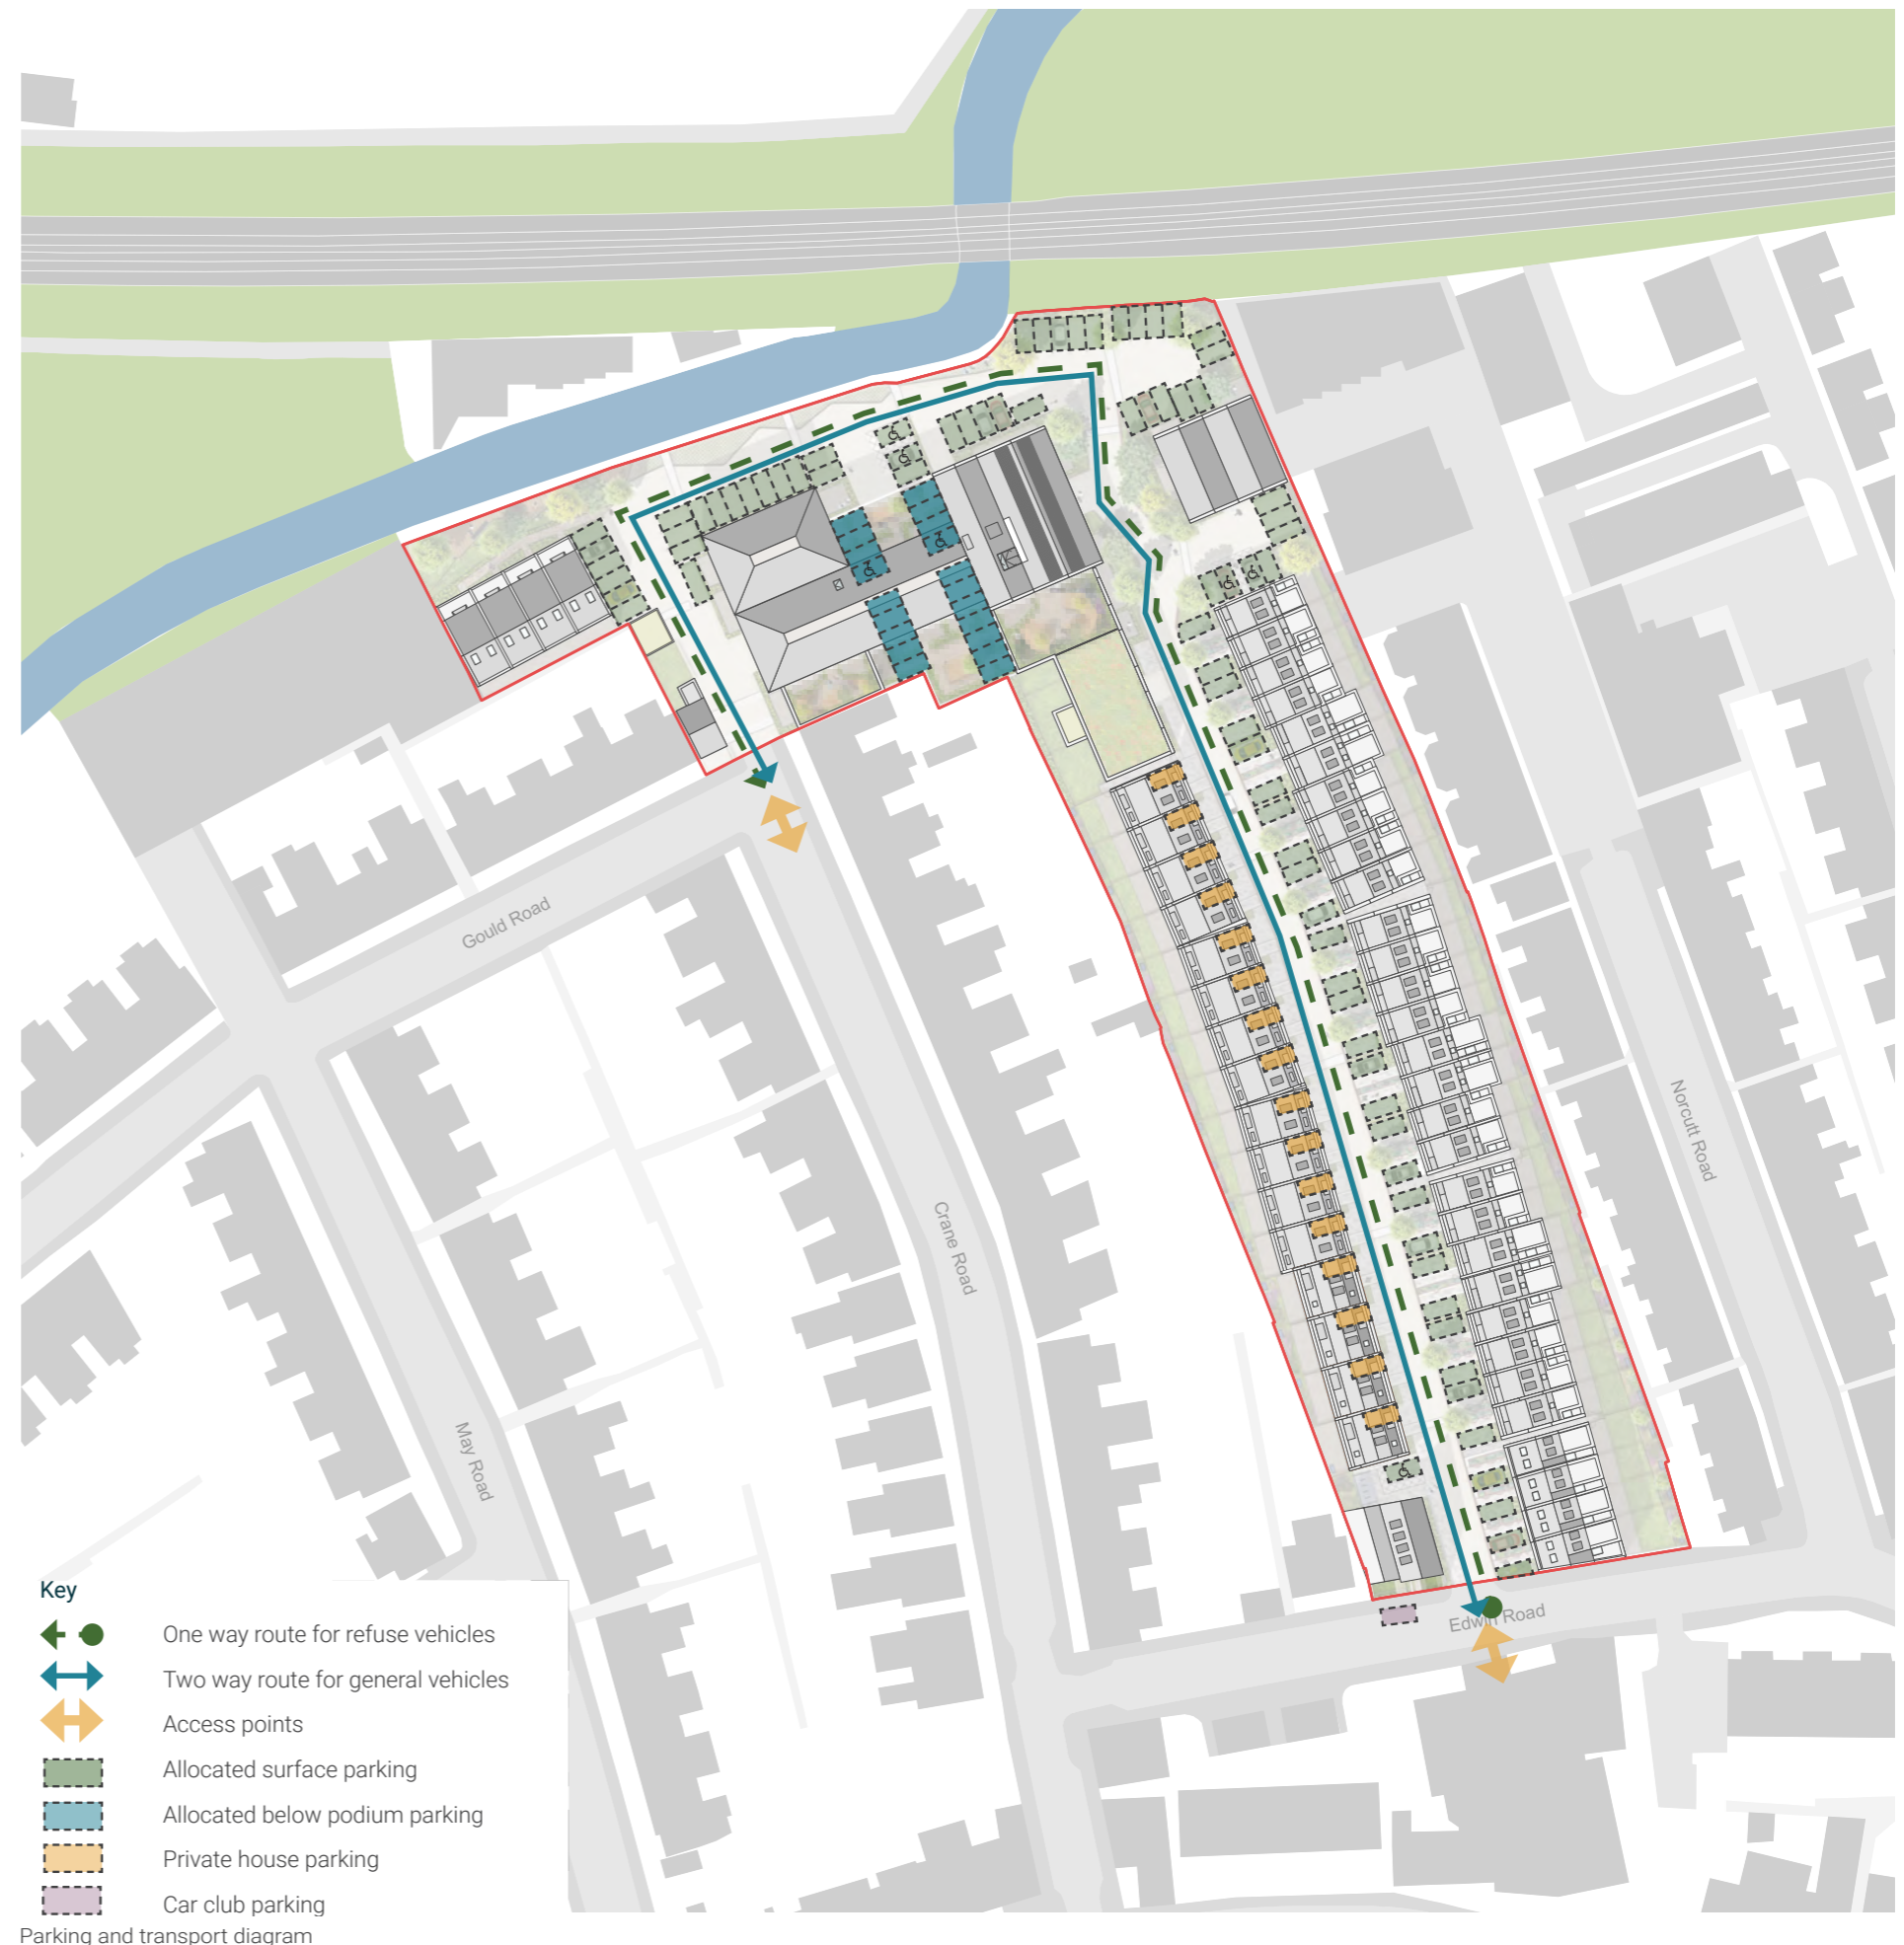 Gould Road
Crane Road
May Road
Norcutt Road
Edwin Road
Key
One way route for refuse vehicles
Two way route for general vehicles
Access points
Allocated surface parking
Allocated below podium parking
Private house parking
Car club parking
Parking and transport diagram